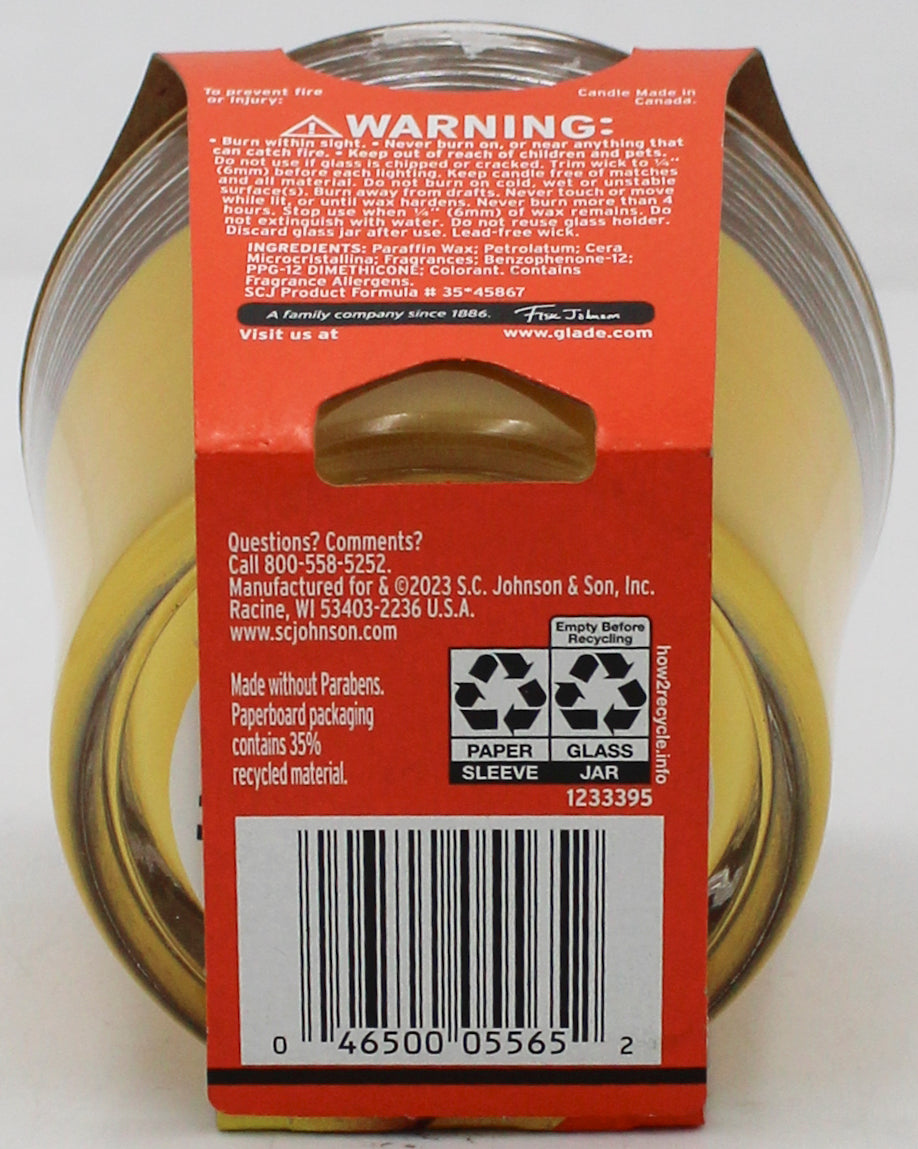 To prevent fire
or injury:
Candle Made in
Canada.
WARNING:
• Burn within sight. • Never burn on, or near anything that
can catch fire. • Keep out of reach of children and pets.
Do not use if glass is chipped or cracked. Trim wick to ¼"
(6mm) before each lighting. Keep candle free of matches
and all material. Do not burn on cold, wet or unstable
surface(s). Burn away from drafts. Never touch or move
while lit, or until wax hardens. Never burn more than 4
hours. Stop use when ¼" (6mm) of wax remains. Do
not extinguish with water. Do not reuse glass holder.
Discard glass jar after use. Lead-free wick.
INGREDIENTS: Paraffin Wax; Petrolatum; Cera
Microcristallina; Fragrances; Benzophenone-12;
PPG-12 DIMETHICONE; Colorant. Contains
Fragrance Allergens.
SCJ Product Formula # 35*45867
A family company since 1886. Fisk Johnson
Visit us at www.glade.com
Questions? Comments?
Call 800-558-5252.
Manufactured for & ©2023 S.C. Johnson & Son, Inc.
Racine, WI 53403-2236 U.S.A.
www.scjohnson.com
Made without Parabens.
Paperboard packaging
contains 35%
recycled material.
Empty Before
Recycling
PAPER
SLEEVE
GLASS
JAR
how2recycle.info
1233395
0 46500 05565 2